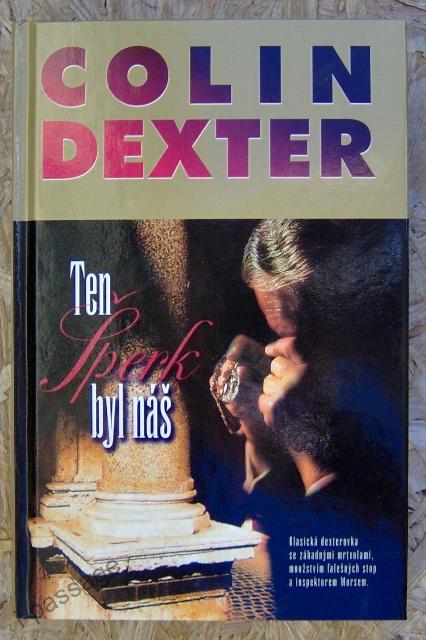 COLIN
DEXTER
Ten
Šperk
byl náš
Klasická dexterovka
se záhadnými mrtvolami,
množstvím falešných stop
a inspektorem Morsem.